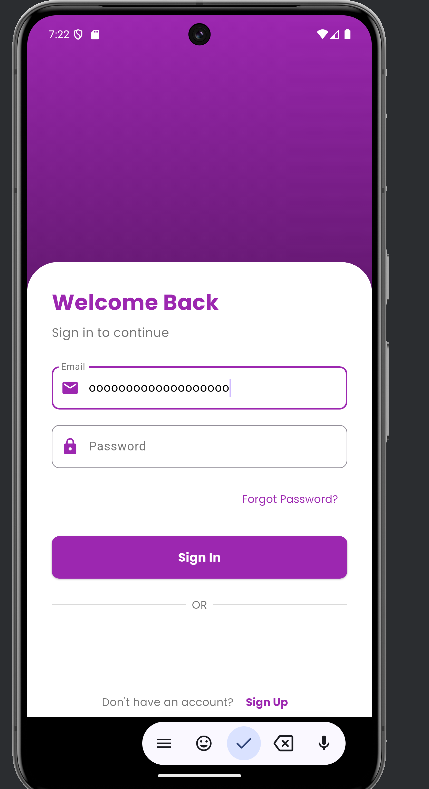 7:22
Welcome Back
Sign in to continue
Email
ooooooooooooooooooo
Password
Forgot Password?
Sign In
OR
Don't have an account? Sign Up